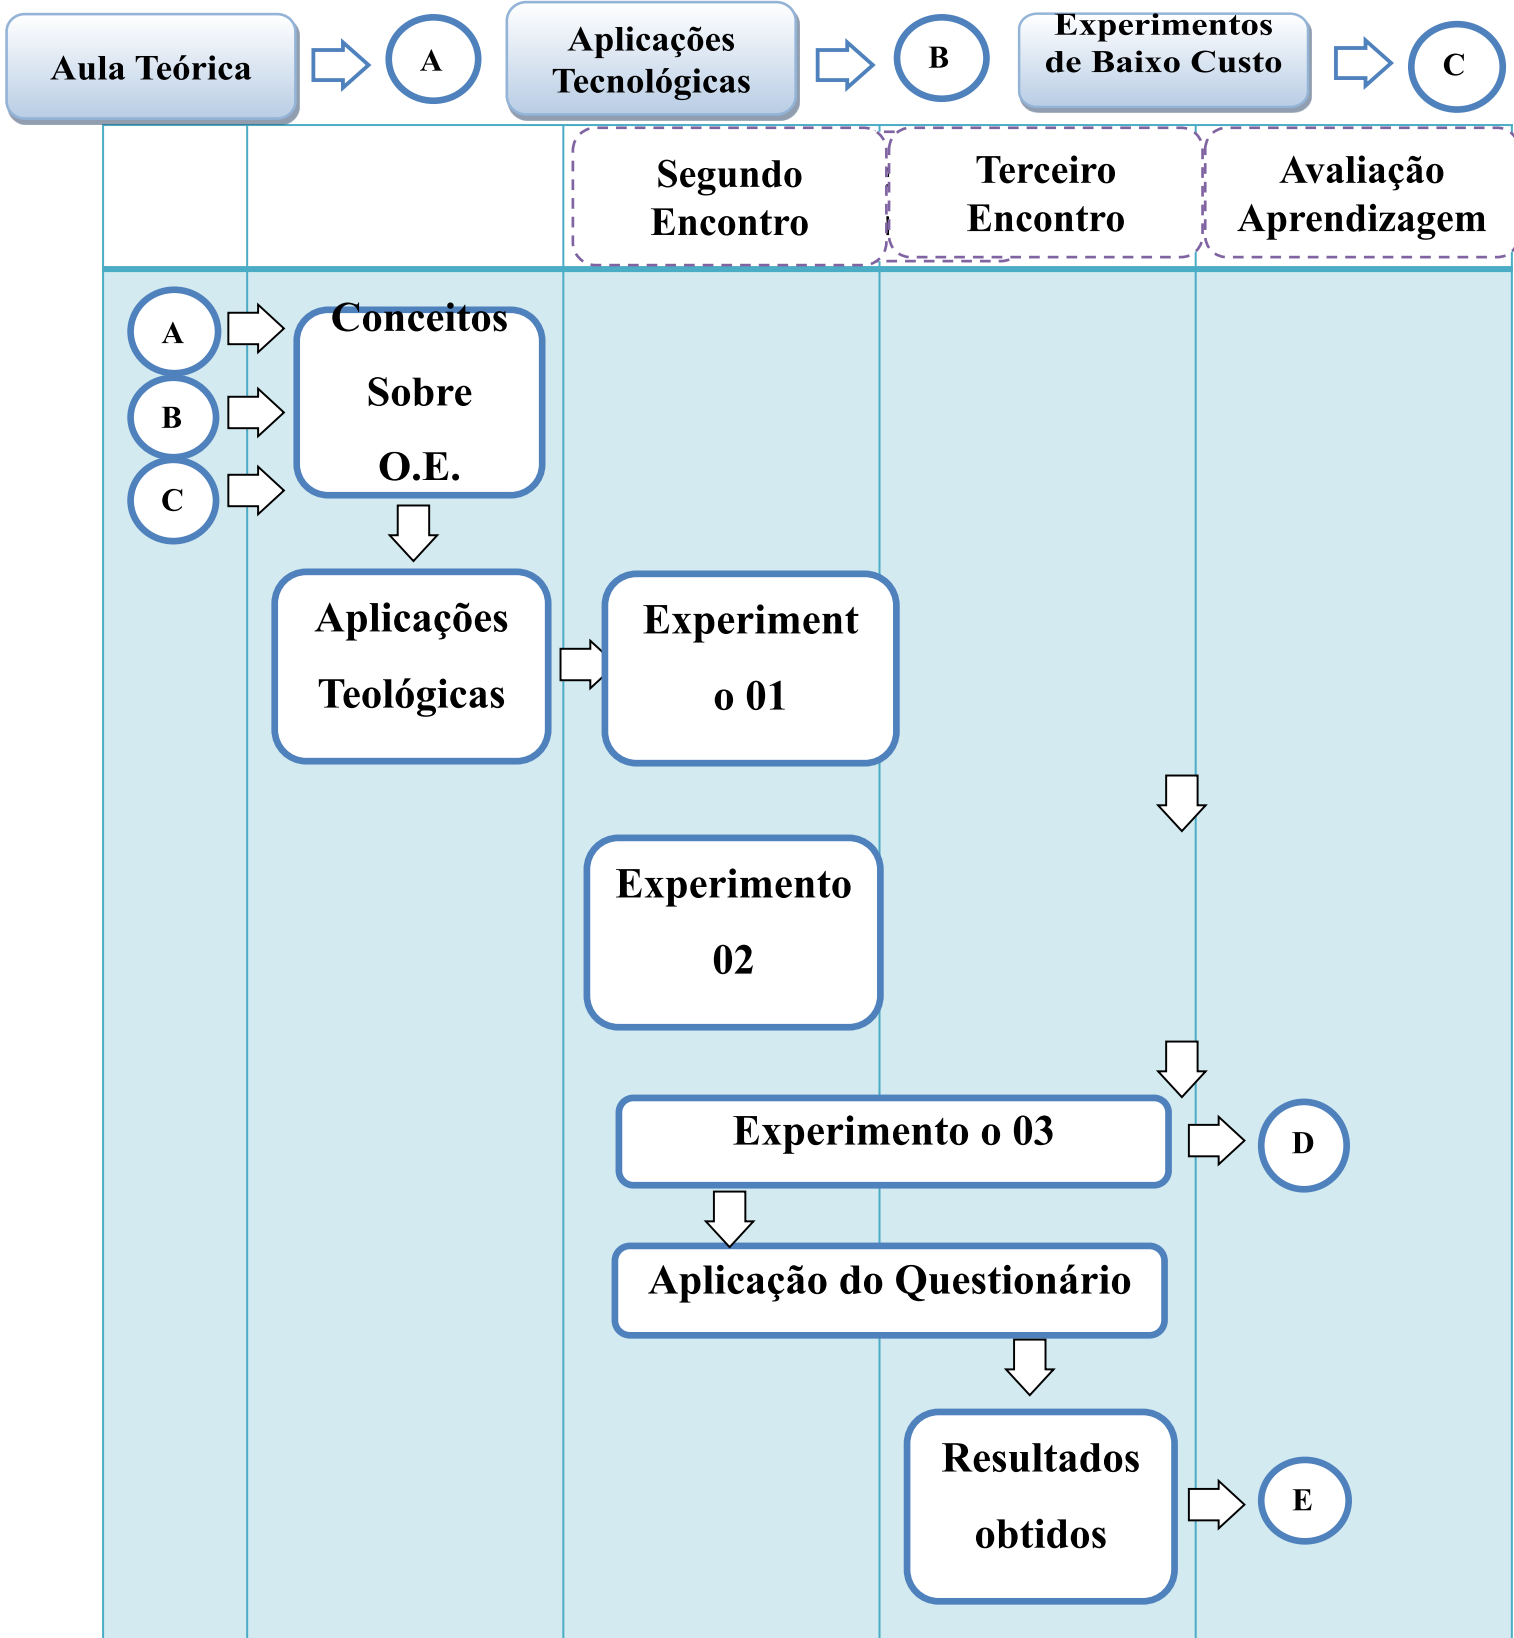 Aula Teórica
A
Aplicações
Tecnológicas
B
Experimentos
de Baixo Custo
C
Segundo
Encontro
Terceiro
Encontro
Avaliação
Aprendizagem
A
B
C
Conceitos
Sobre
O.E.
Aplicações
Teológicas
Experiment
o 01
Experimento
02
Experimento o 03
D
Aplicação do Questionário
Resultados
obtidos
E